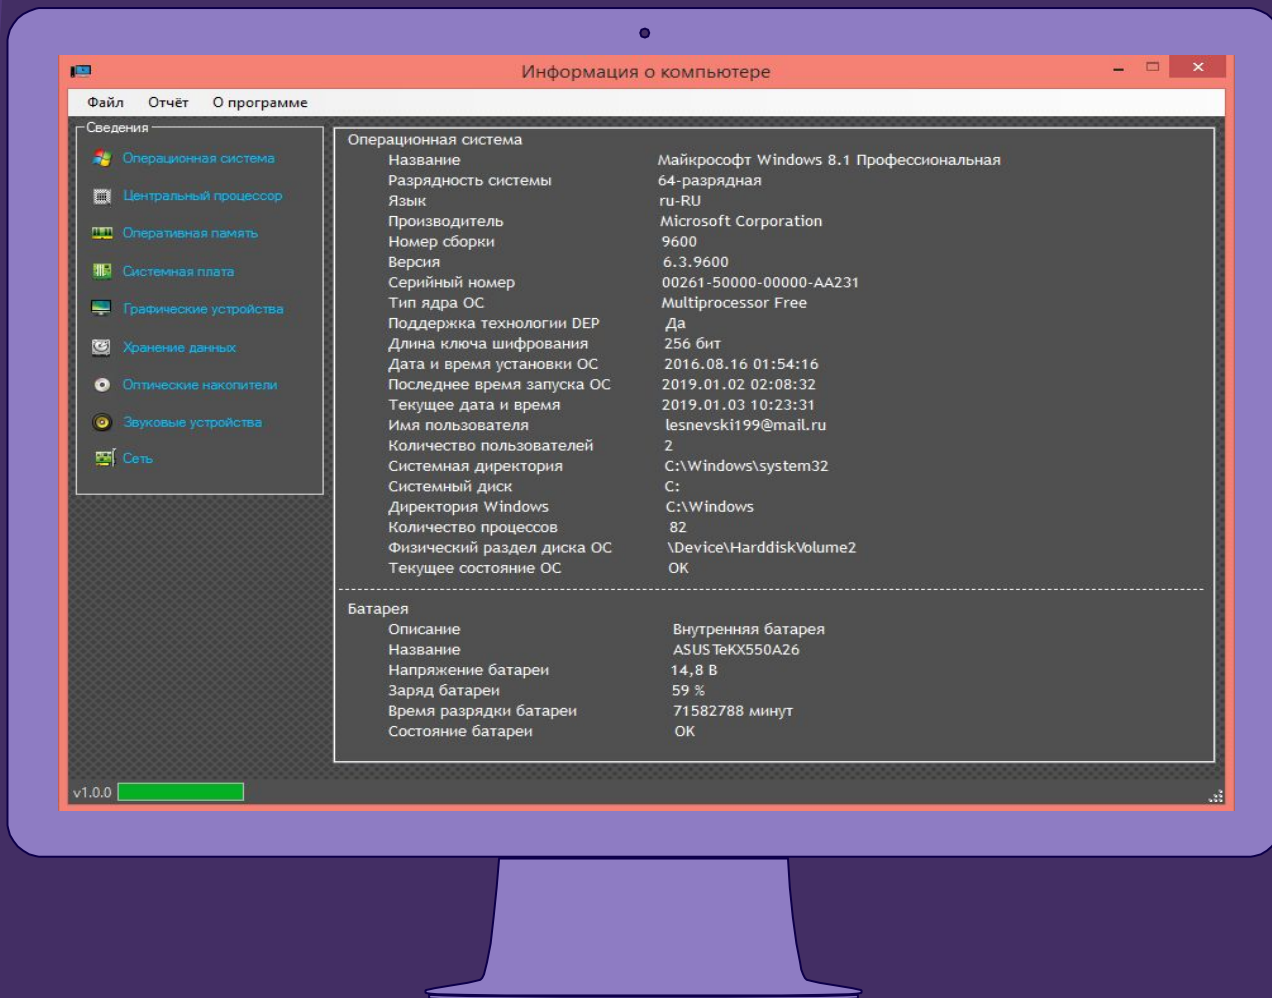 Информация о компьютере
Файл Отчёт О программе
Сведения
Операционная система
Центральный процессор
Оперативная память
Системная плата
Графические устройства
Хранение данных
Оптические накопители
Звуковые устройства
Сеть
Операционная система
Название Майкрософт Windows 8.1 Профессиональная
Разрядность системы 64-разрядная
Язык ru-RU
Производитель Microsoft Corporation
Номер сборки 9600
Версия 6.3.9600
Серийный номер 00261-50000-00000-AA231
Тип ядра ОС Multiprocessor Free
Поддержка технологии DEP Да
Длина ключа шифрования 256 бит
Дата и время установки ОС 2016.08.16 01:54:16
Последнее время запуска ОС 2019.01.02 02:08:32
Текущее дата и время 2019.01.03 10:23:31
Имя пользователя lesnevski199@mail.ru
Количество пользователей 2
Системная директория C:\Windows\system32
Системный диск C:
Директория Windows C:\Windows
Количество процессов 82
Физический раздел диска ОС \Device\HarddiskVolume2
Текущее состояние ОС OK
Батарея
Описание Внутренняя батарея
Название ASUSTeKX550A26
Напряжение батареи 14,8 В
Заряд батареи 59 %
Время разрядки батареи 71582788 минут
Состояние батареи OK
v1.0.0